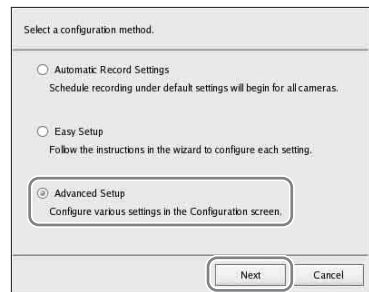 Select a configuration method.
Automatic Record Settings
Schedule recording under default settings will begin for all cameras.
Easy Setup
Follow the instructions in the wizard to configure each setting.
Advanced Setup
Configure various settings in the Configuration screen.
Next Cancel